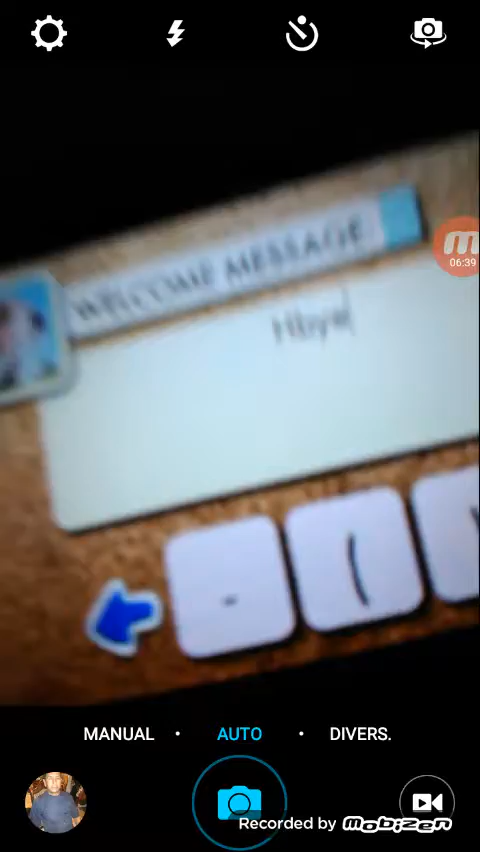 06:39
WELCOME MESSAGE
-
(
MANUAL • AUTO • DIVERS.
Recorded by mobizen